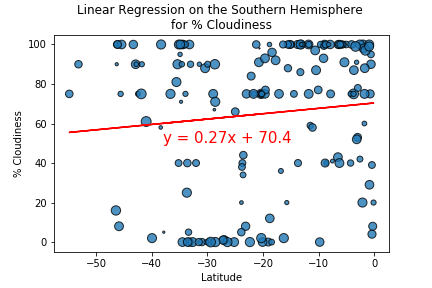 Linear Regression on the Southern Hemisphere
for % Cloudiness
100
80
60
40
20
0
% Cloudiness
y = 0.27x + 70.4
−50
−40
−30
−20
−10
0
Latitude